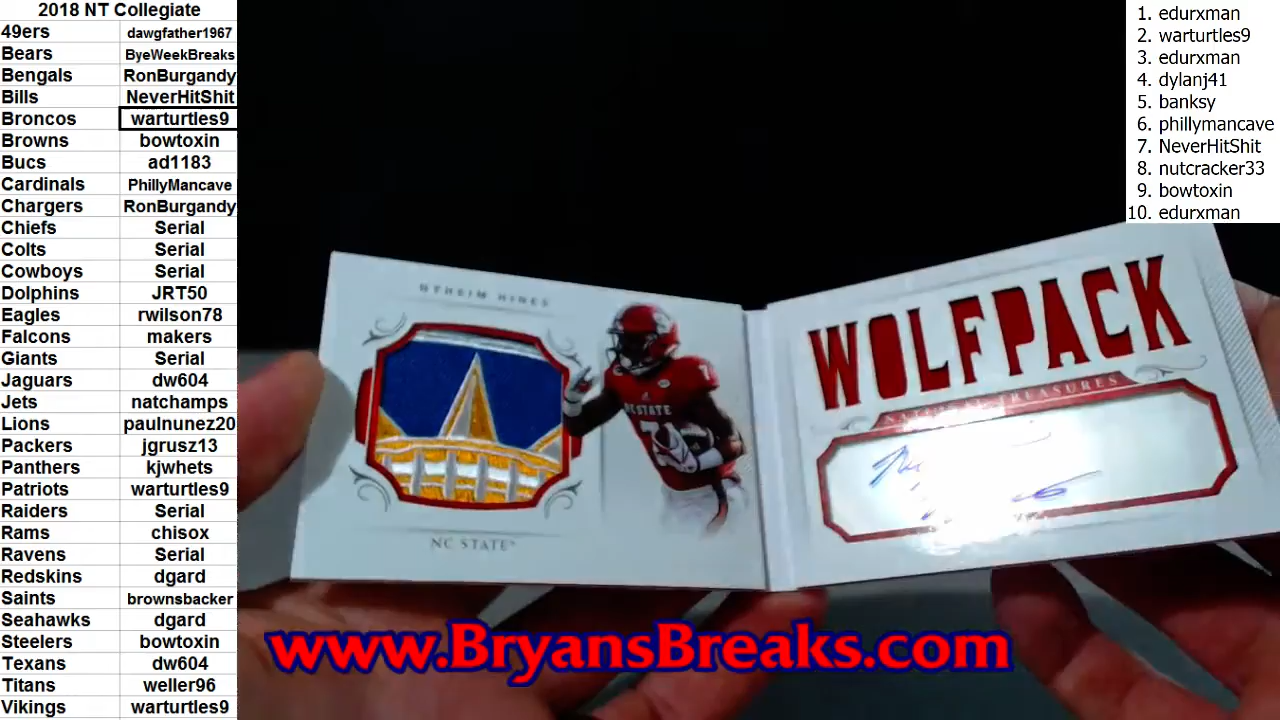 2018 NT Collegiate
49ers dawgfather1967
Bears ByeWeekBreaks
Bengals RonBurgandy
Bills NeverHitShit
Broncos warturtles9
Browns bowtoxin
Bucs ad1183
Cardinals PhillyMancave
Chargers RonBurgandy
Chiefs Serial
Colts Serial
Cowboys Serial
Dolphins JRT50
Eagles rwilson78
Falcons makers
Giants Serial
Jaguars dw604
Jets natchamps
Lions paulnunez20
Packers jgrusz13
Panthers kjwhets
Patriots warturtles9
Raiders Serial
Rams chisox
Ravens Serial
Redskins dgard
Saints brownsbacker
Seahawks dgard
Steelers bowtoxin
Texans dw604
Titans weller96
Vikings warturtles9
1. edurxman
2. warturtles9
3. edurxman
4. dylanj41
5. banksy
6. phillymancave
7. NeverHitShit
8. nutcracker33
9. bowtoxin
10. edurxman
NYHEIM HINES
NC STATE
7
NC STATE
WOLFPACK
NATIONAL TREASURES
www.BryansBreaks.com